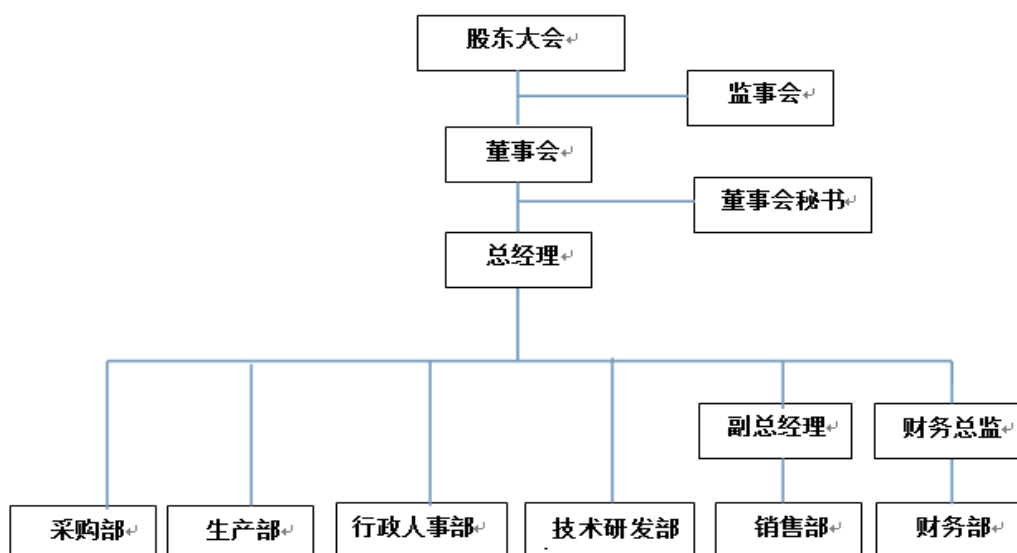 股东大会
监事会
董事会
董事会秘书
总经理
副总经理
财务总监
采购部
生产部
行政人事部
技术研发部
销售部
财务部